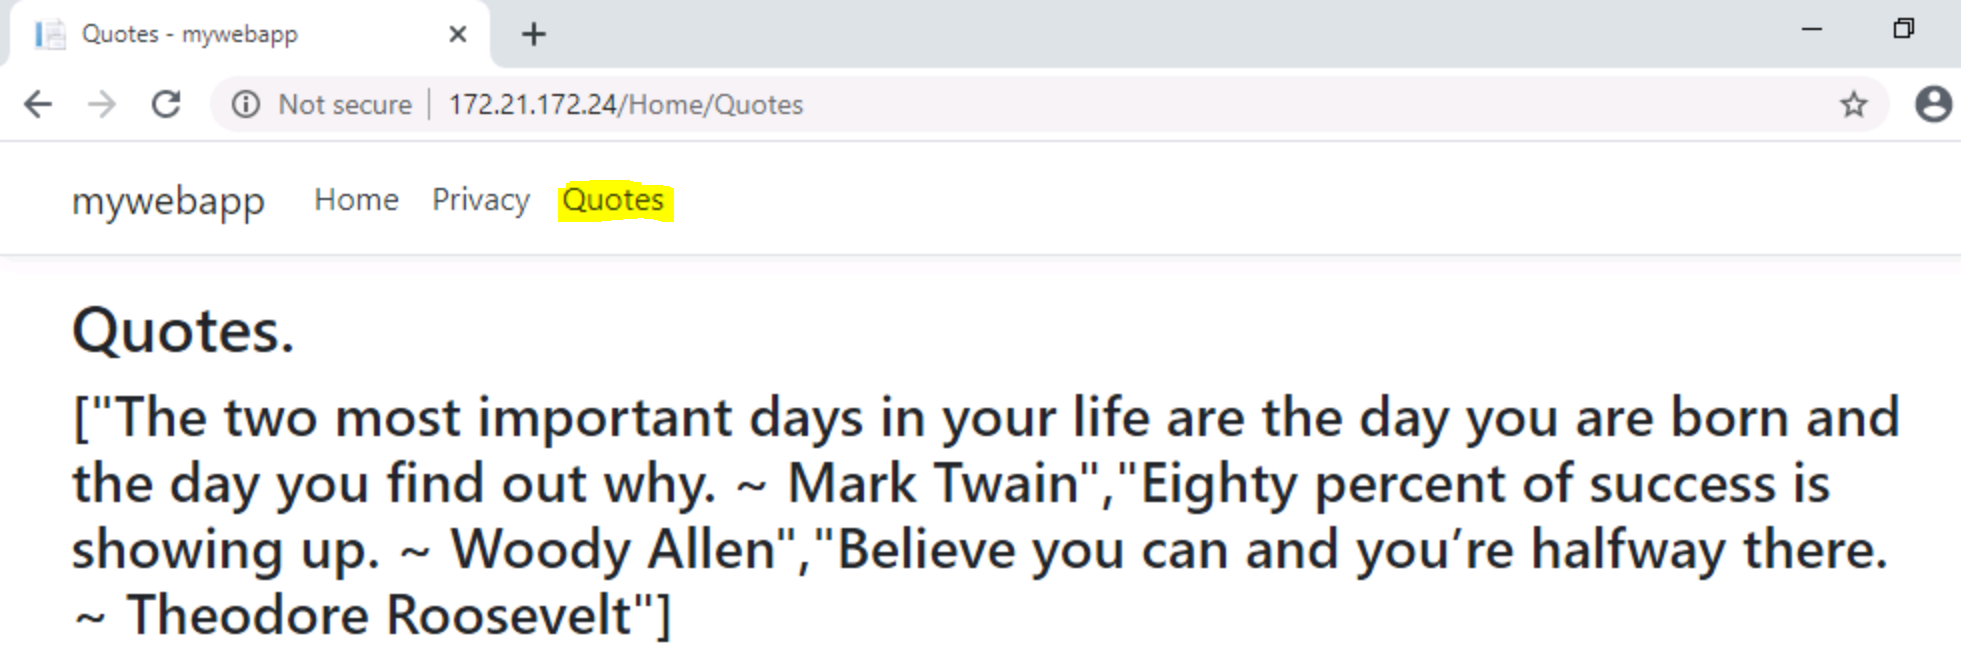 Quotes - mywebapp
Not secure 172.21.172.24/Home/Quotes
mywebapp Home Privacy Quotes
Quotes.
["The two most important days in your life are the day you are born and
the day you find out why. ~ Mark Twain","Eighty percent of success is
showing up. ~ Woody Allen","Believe you can and you’re halfway there.
~ Theodore Roosevelt"]